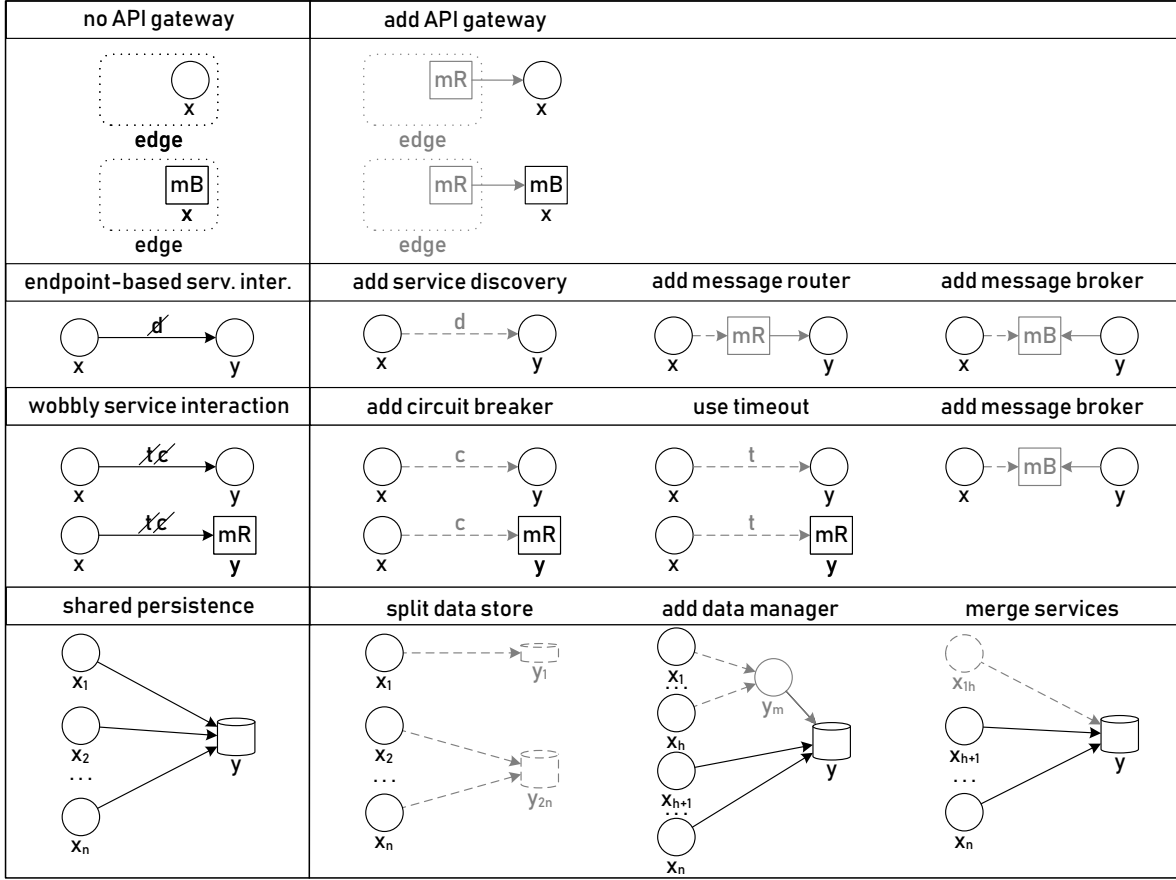 no API gateway
add API gateway
mR
x
x
edge
edge
mB
mR
mB
x
x
edge
edge
endpoint-based serv. inter.
add service discovery
add message router
add message broker
d
d
mR
mB
x
y
x
y
x
y
x
y
wobbly service interaction
add circuit breaker
use timeout
add message broker
t c
c
t
mB
x
y
x
y
x
y
x
y
t c
mR
c
mR
t
mR
x
y
x
y
x
y
shared persistence
split data store
add data manager
merge services
x1
x2
...
xn
y
x1
y1
x2
...
xn
y2n
x1
...
xh
ym
xh+1
...
xn
y
x1h
xh+1
...
xn
y